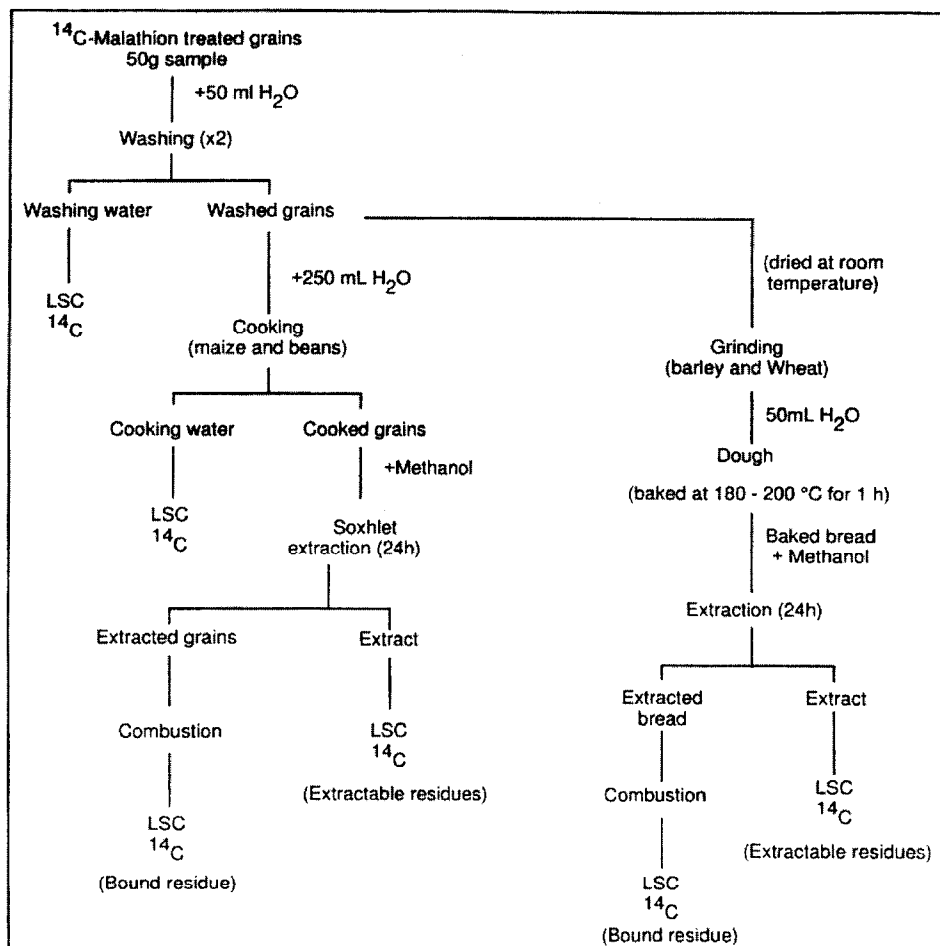 ¹⁴C-Malathion treated grains
50g sample
+50 ml H₂O
Washing (x2)
Washing water
Washed grains
LSC
¹⁴C
+250 mL H₂O
Cooking
(maize and beans)
Cooking water
Cooked grains
LSC
¹⁴C
+Methanol
Soxhlet
extraction (24h)
Extracted grains
Extract
Combustion
LSC
¹⁴C
(Extractable residues)
LSC
¹⁴C
(Bound residue)
(dried at room
temperature)
Grinding
(barley and Wheat)
50mL H₂O
Dough
(baked at 180 - 200 °C for 1 h)
Baked bread
+ Methanol
Extraction (24h)
Extracted
bread
Extract
Combustion
LSC
¹⁴C
(Extractable residues)
LSC
¹⁴C
(Bound residue)